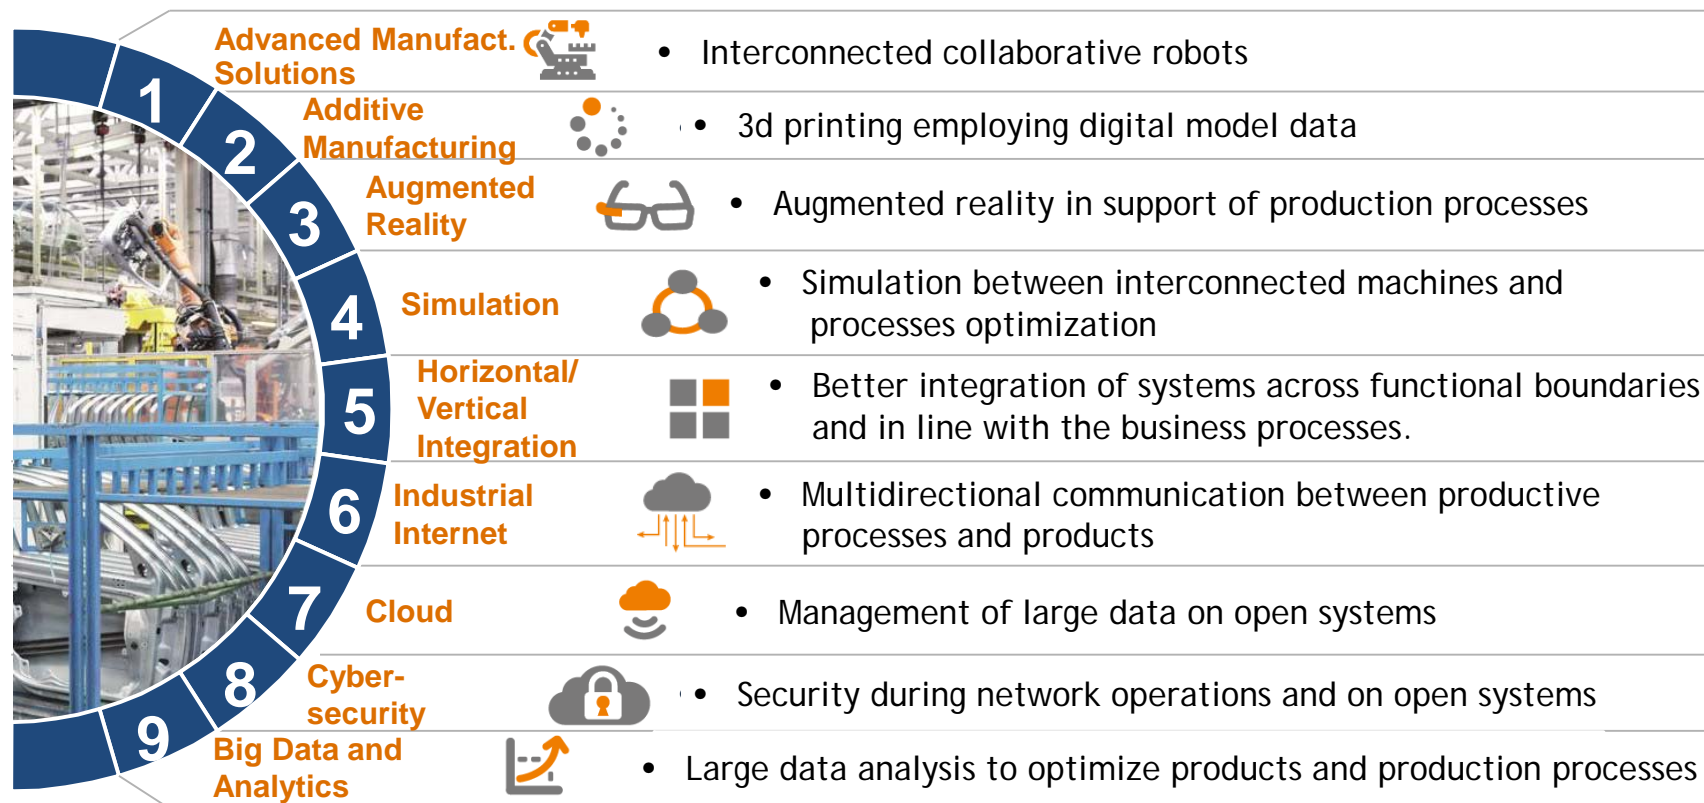 1
Advanced Manufact.
Solutions
• Interconnected collaborative robots
2
Additive
Manufacturing
• 3d printing employing digital model data
3
Augmented
Reality
• Augmented reality in support of production processes
4
Simulation
• Simulation between interconnected machines and
processes optimization
5
Horizontal/
Vertical
Integration
• Better integration of systems across functional boundaries
and in line with the business processes.
6
Industrial
Internet
• Multidirectional communication between productive
processes and products
7
Cloud
• Management of large data on open systems
8
Cyber-
security
• Security during network operations and on open systems
9
Big Data and
Analytics
• Large data analysis to optimize products and production processes